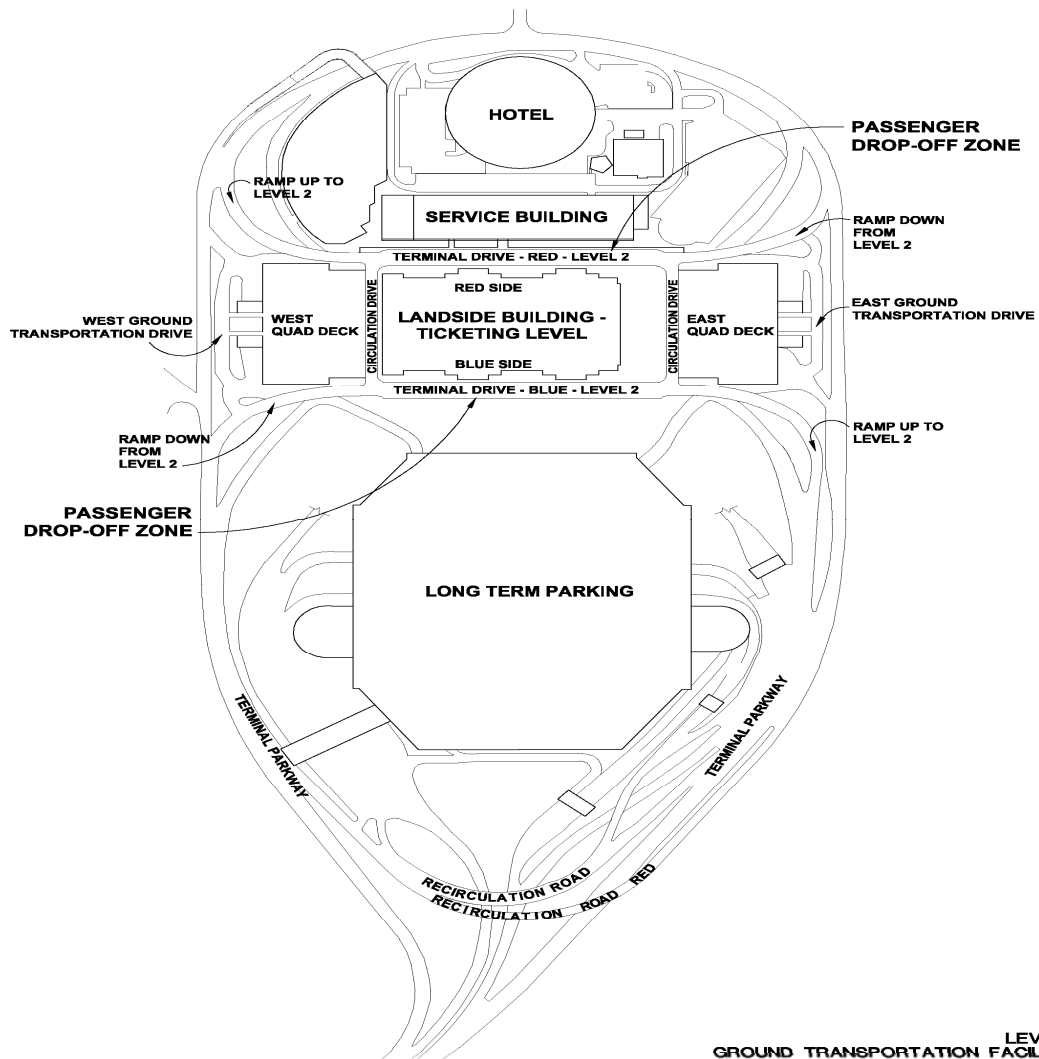 HOTEL
PASSENGER
DROP-OFF ZONE
RAMP UP TO
LEVEL 2
SERVICE BUILDING
RAMP DOWN
FROM
LEVEL 2
TERMINAL DRIVE - RED - LEVEL 2
RED SIDE
CIRCULATION DRIVE
CIRCULATION DRIVE
WEST GROUND
TRANSPORTATION DRIVE
WEST
QUAD DECK
LANDSIDE BUILDING -
TICKETING LEVEL
EAST
QUAD DECK
EAST GROUND
TRANSPORTATION DRIVE
BLUE SIDE
TERMINAL DRIVE - BLUE - LEVEL 2
RAMP DOWN
FROM
LEVEL 2
RAMP UP TO
LEVEL 2
PASSENGER
DROP-OFF ZONE
LONG TERM PARKING
TERMINAL PARKWAY
TERMINAL PARKWAY
RECIRCULATION ROAD
RECIRCULATION ROAD RED
LEV
GROUND TRANSPORTATION FACIL